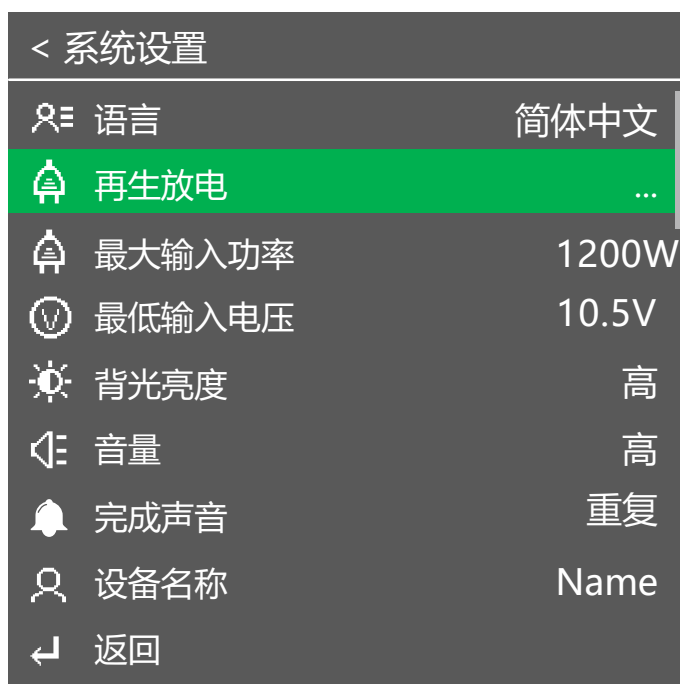 < 系统设置
语言 简体中文
再生放电 ...
最大输入功率 1200W
最低输入电压 10.5V
背光亮度 高
音量 高
完成声音 重复
设备名称 Name
返回